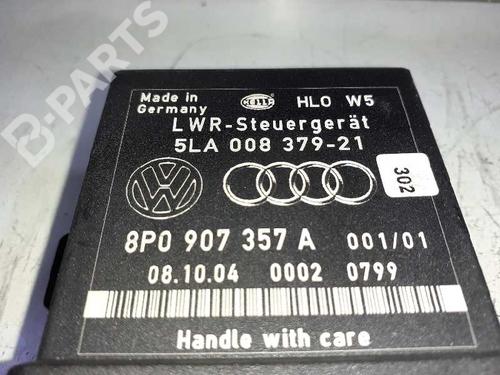 B-PARTS
Made in
Germany
HELLA
HLO W5
LWR-Steuergerät
5LA 008 379-21
302
8P0 907 357 A 001/01
08.10.04 0002 0799
Handle with care